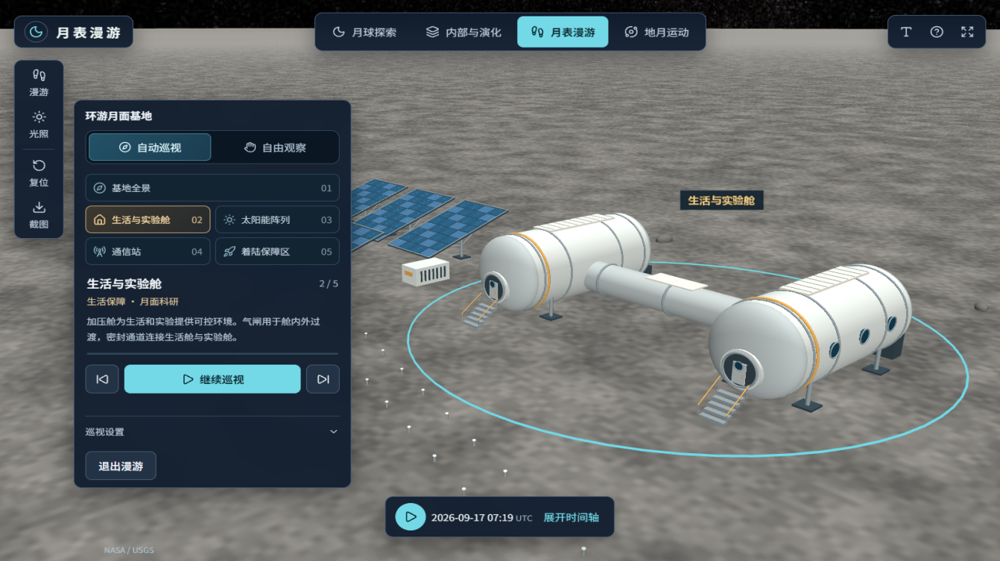 月表漫游
月球探索
内部与演化
月表漫游
地月运动
漫游
光照
复位
截图
环游月面基地
自动巡视
自由观察
基地全景 01
生活与实验舱 02
太阳能阵列 03
通信站 04
着陆保障区 05
生活与实验舱 2 / 5
生活保障 · 月面科研
加压舱为生活和实验提供可控环境。气闸用于舱内外过
渡，密封通道连接生活舱与实验舱。
继续巡视
巡视设置
退出漫游
生活与实验舱
2026-09-17 07:19 UTC 展开时间轴
NASA / USGS